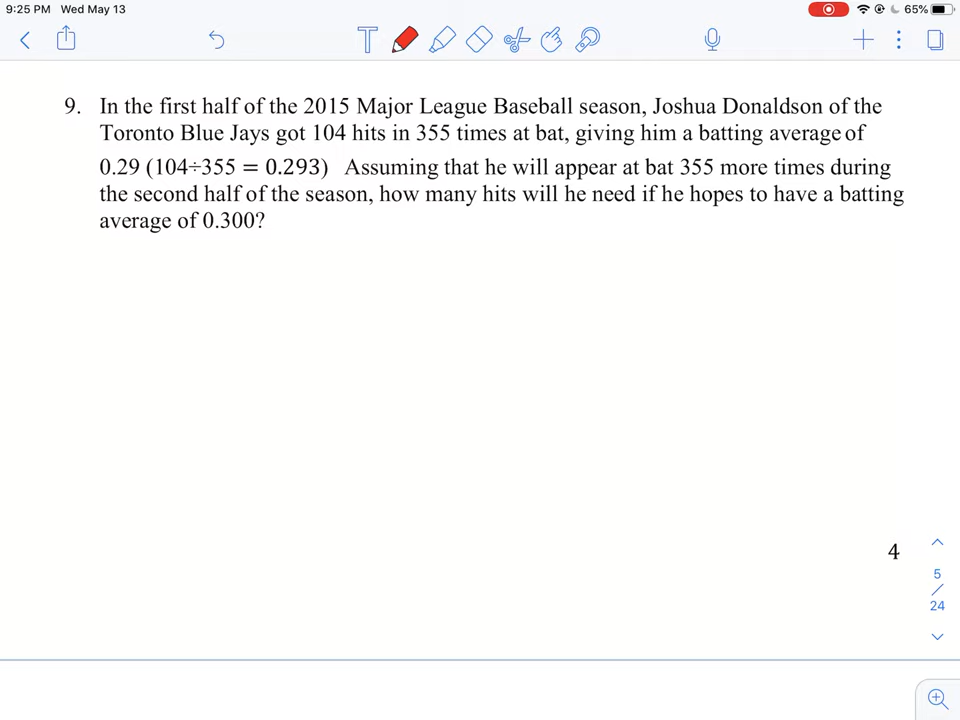 9:25 PM Wed May 13
65%
T
9. In the first half of the 2015 Major League Baseball season, Joshua Donaldson of the
Toronto Blue Jays got 104 hits in 355 times at bat, giving him a batting average of
0.29 (104÷355 = 0.293) Assuming that he will appear at bat 355 more times during
the second half of the season, how many hits will he need if he hopes to have a batting
average of 0.300?
4
5
/
24